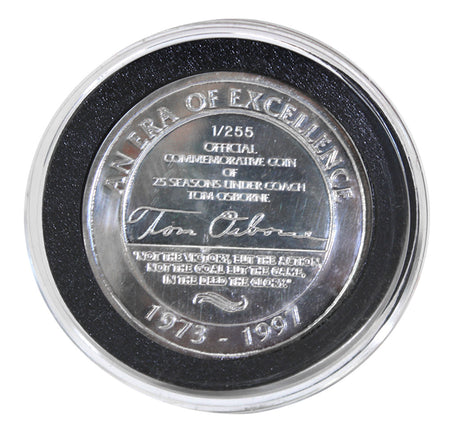 AN ERA OF EXCELLENCE
1/255
OFFICIAL
COMMEMORATIVE COIN
OF
25 SEASONS UNDER COACH
TOM OSBORNE
Tom Osborne
"NOT THE VICTORY, BUT THE ACTION,
NOT THE GOAL BUT THE GAME,
IN THE DEED THE GLORY."
1973 - 1997